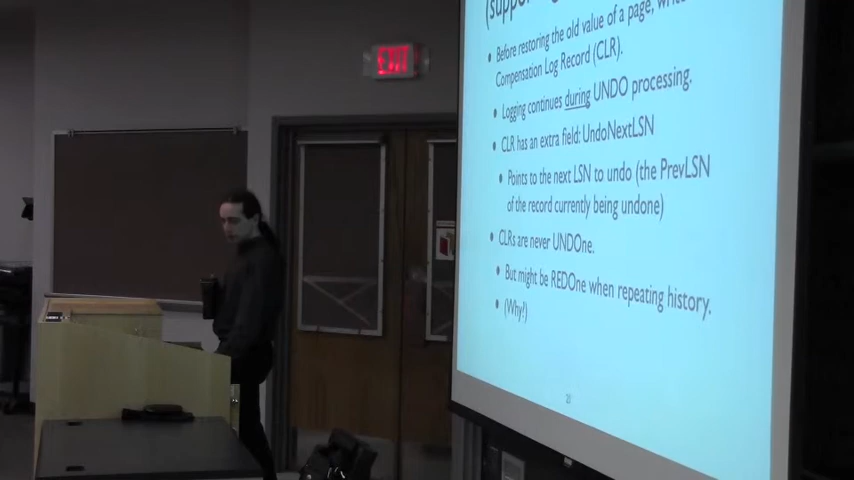 (suppor
• Before restoring the old value of a page, write
Compensation Log Record (CLR).
• Logging continues during UNDO processing.
• CLR has an extra field: UndoNextLSN
• Points to the next LSN to undo (the PrevLSN
of the record currently being undone)
• CLRs are never UNDOne.
• But might be REDOne when repeating history.
• (Why!)
EXIT